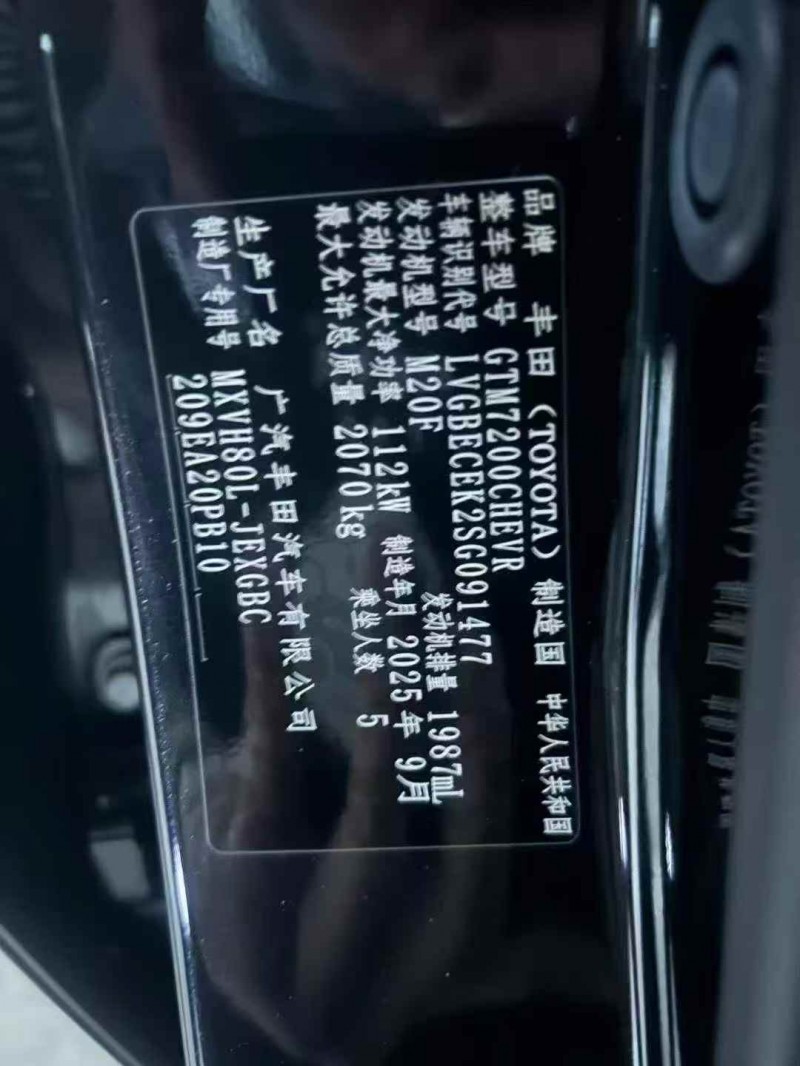 品牌 丰田（TOYOTA） 制造国 中华人民共和国
整车型号 GTM7200CHEVR
车辆识别代号 LVGBECEK2SG091477
发动机型号 M20F 发动机排量 1987mL
发动机最大净功率 112kW 制造年月 2025年 9月
最大允许总质量 2070kg 乘坐人数 5
生产厂名 广汽丰田汽车有限公司
制造厂专用号 MXVH80L-JEXGBC
209EA20PB10